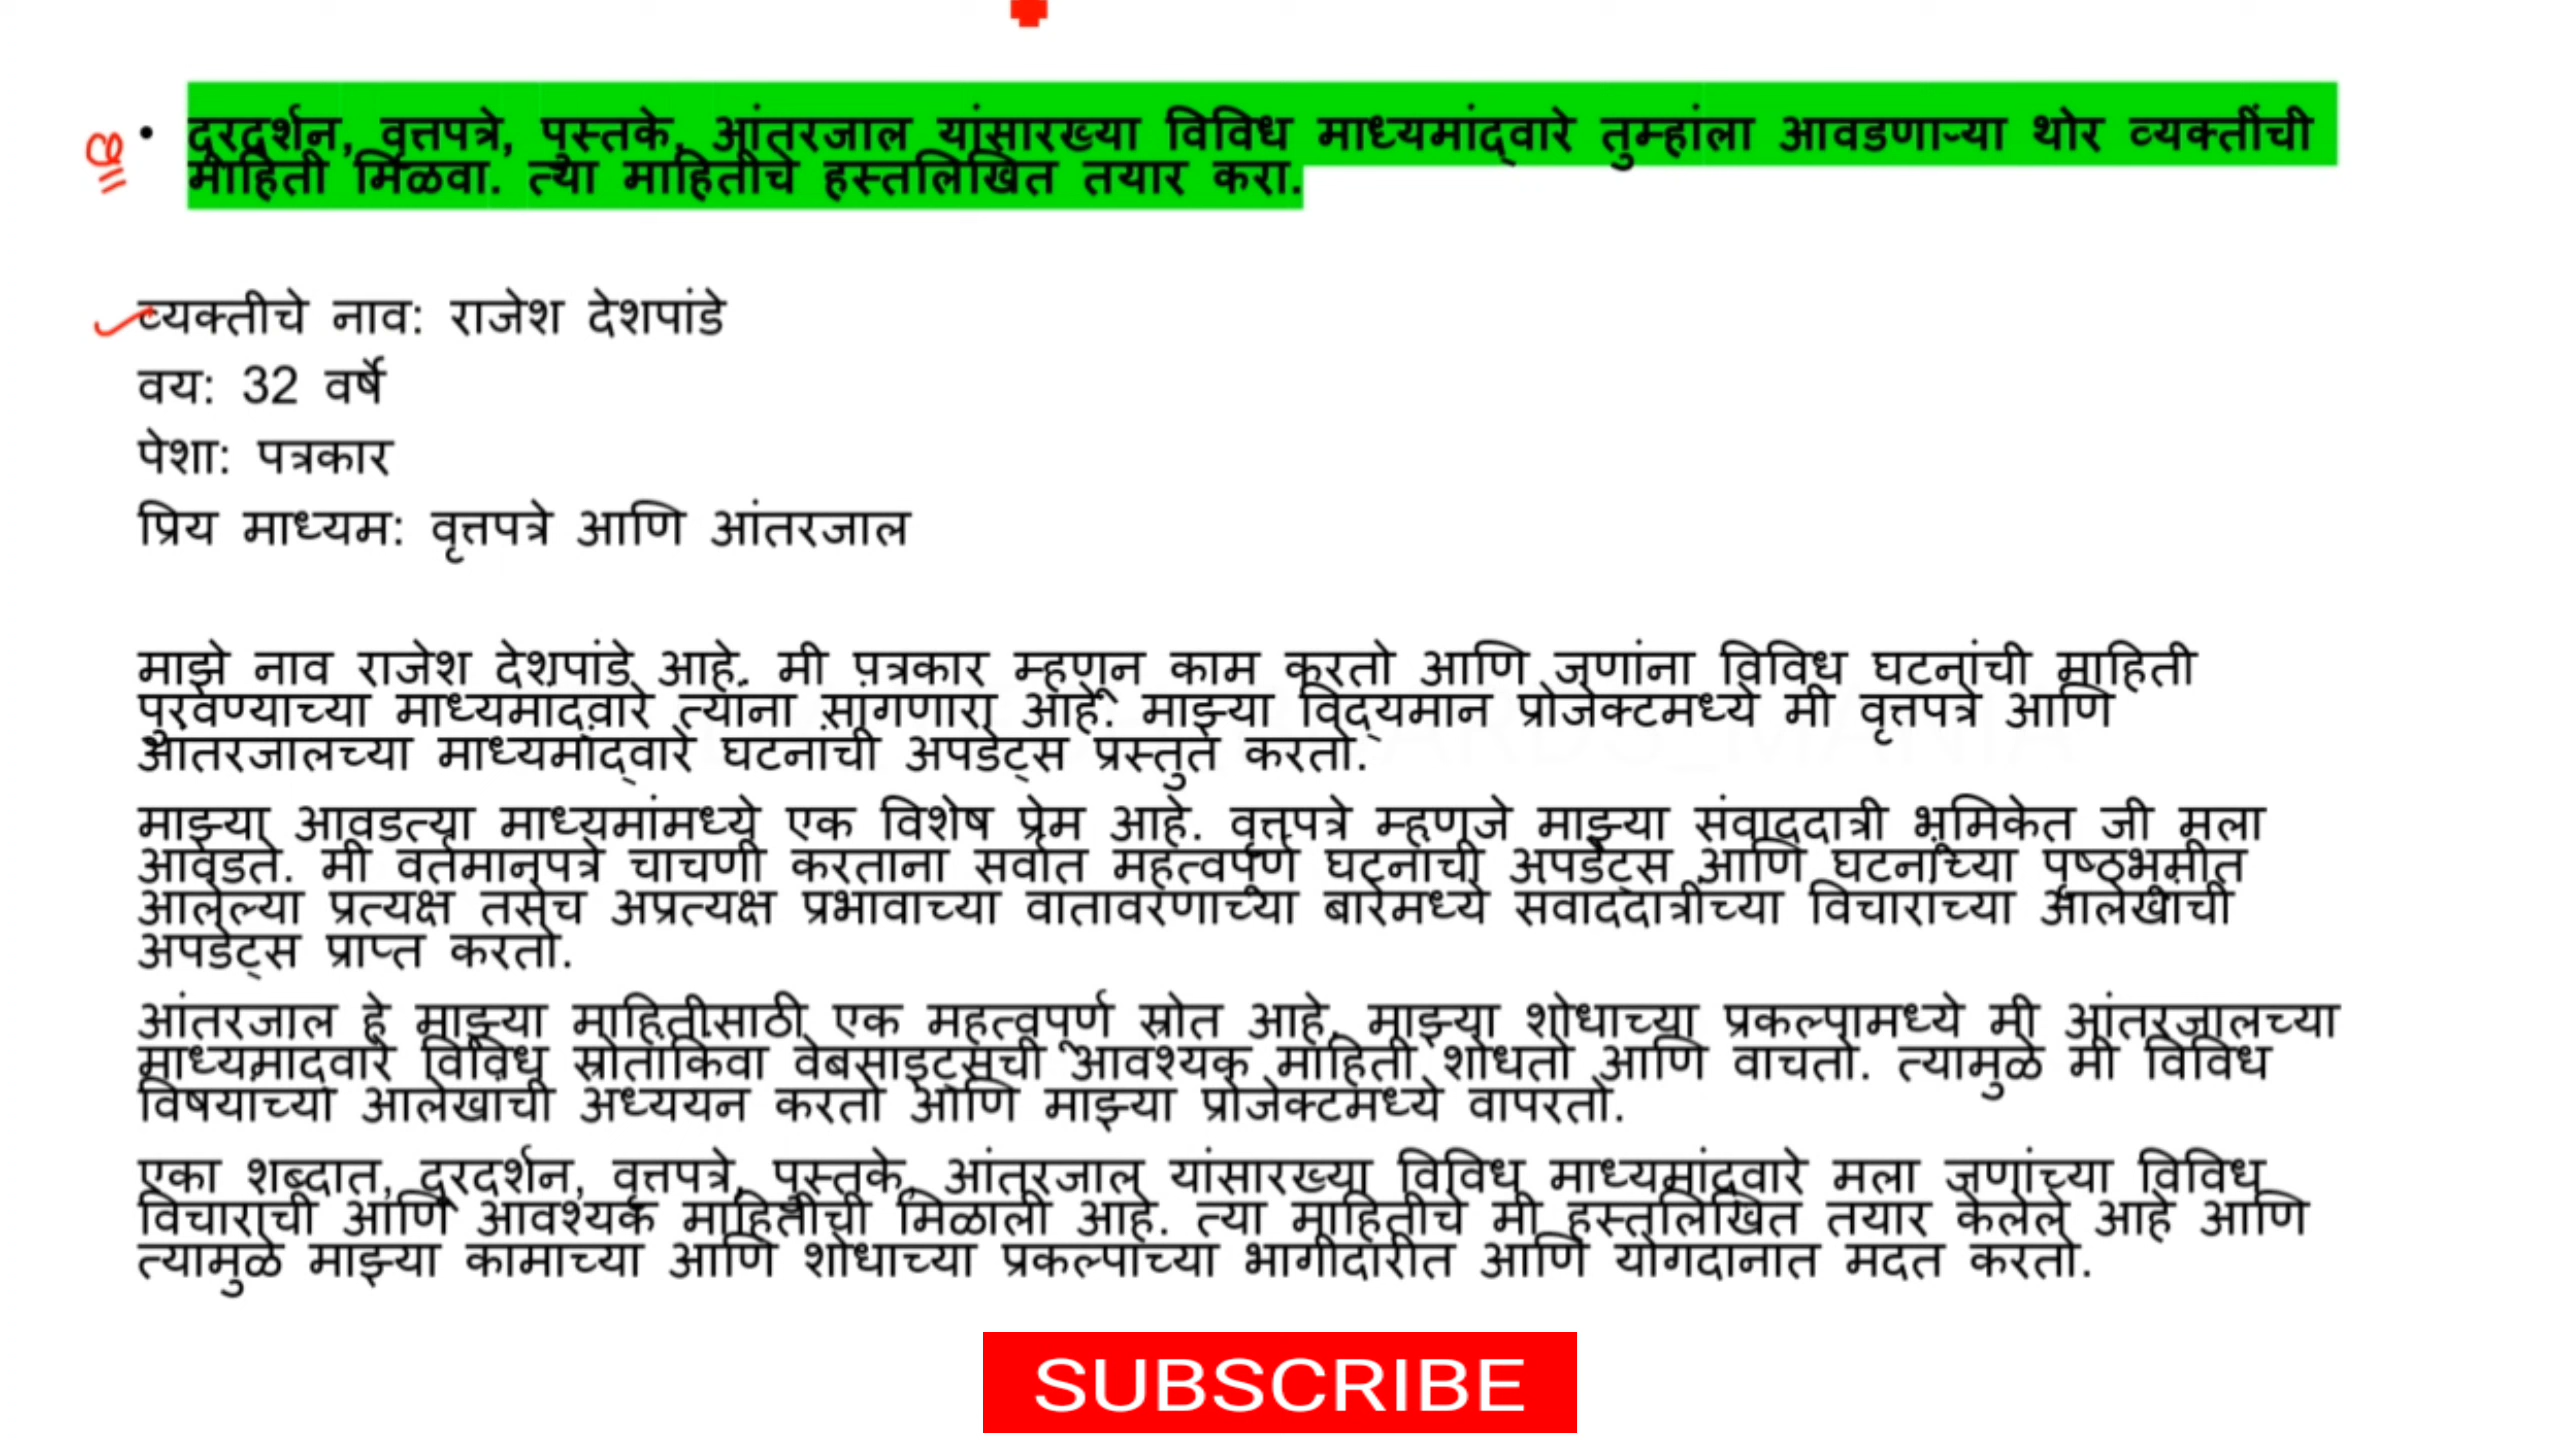 • दूरदर्शन, वृत्तपत्रे, पुस्तके, आंतरजाल यांसारख्या विविध माध्यमांद्वारे तुम्हांला आवडणाऱ्या थोर व्यक्तींची
माहिती मिळवा. त्या माहितीचे हस्तलिखित तयार करा.
व्यक्तीचे नाव: राजेश देशपांडे
वय: 32 वर्षे
पेशा: पत्रकार
प्रिय माध्यम: वृत्तपत्रे आणि आंतरजाल
माझे नाव राजेश देशपांडे आहे. मी पत्रकार म्हणून काम करतो आणि जणांना विविध घटनांची माहिती
पुरवण्याच्या माध्यमांद्वारे त्यांना सांगणारा आहे. माझ्या विद्यमान प्रोजेक्टमध्ये मी वृत्तपत्रे आणि
आंतरजालच्या माध्यमांद्वारे घटनांची अपडेट्स प्रस्तुत करतो.
माझ्या आवडत्या माध्यमांमध्ये एक विशेष प्रेम आहे. वृत्तपत्रे म्हणजे माझ्या संवाददात्री भूमिकेत जी मला
आवडते. मी वर्तमानपत्रे चाचणी करताना सर्वात महत्वपूर्ण घटनांची अपडेट्स आणि घटनांच्या पृष्ठभूमीत
आलेल्या प्रत्यक्ष तसेच अप्रत्यक्ष प्रभावाच्या वातावरणाच्या बारेमध्ये संवाददात्रीच्या विचारांच्या आलेखांची
अपडेट्स प्राप्त करतो.
आंतरजाल हे माझ्या माहितीसाठी एक महत्वपूर्ण स्रोत आहे. माझ्या शोधाच्या प्रकल्पामध्ये मी आंतरजालच्या
माध्यमांद्वारे विविध स्रोतांकिंवा वेबसाइट्सची आवश्यक माहिती शोधतो आणि वाचतो. त्यामुळे मी विविध
विषयांच्या आलेखांची अध्ययन करतो आणि माझ्या प्रोजेक्टमध्ये वापरतो.
एका शब्दात, दूरदर्शन, वृत्तपत्रे, पुस्तके, आंतरजाल यांसारख्या विविध माध्यमांद्वारे मला जणांच्या विविध
विचारांची आणि आवश्यक माहितीची मिळाली आहे. त्या माहितीचे मी हस्तलिखित तयार केलेले आहे आणि
त्यामुळे माझ्या कामाच्या आणि शोधाच्या प्रकल्पाच्या भागीदारीत आणि योगदानात मदत करतो.
SUBSCRIBE